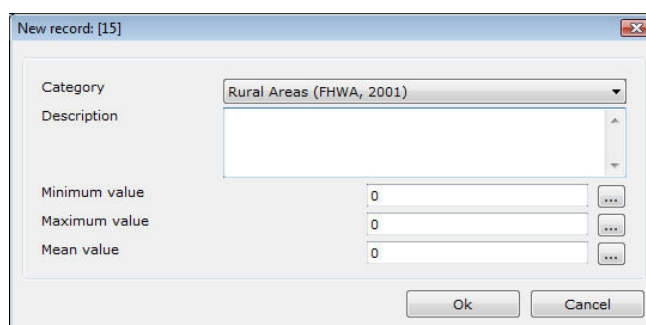 New record: [15]
Category
Rural Areas (FHWA, 2001)
Description
Minimum value
0
...
Maximum value
0
...
Mean value
0
...
Ok
Cancel